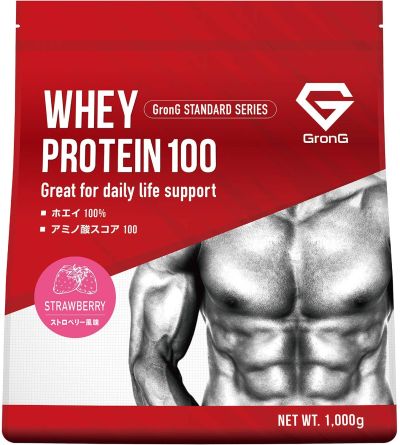 WHEY
GronG STANDARD SERIES
GronG
PROTEIN 100
Great for daily life support
■ ホエイ 100%
■ アミノ酸スコア 100
STRAWBERRY
ストロベリー風味
NET WT. 1,000g